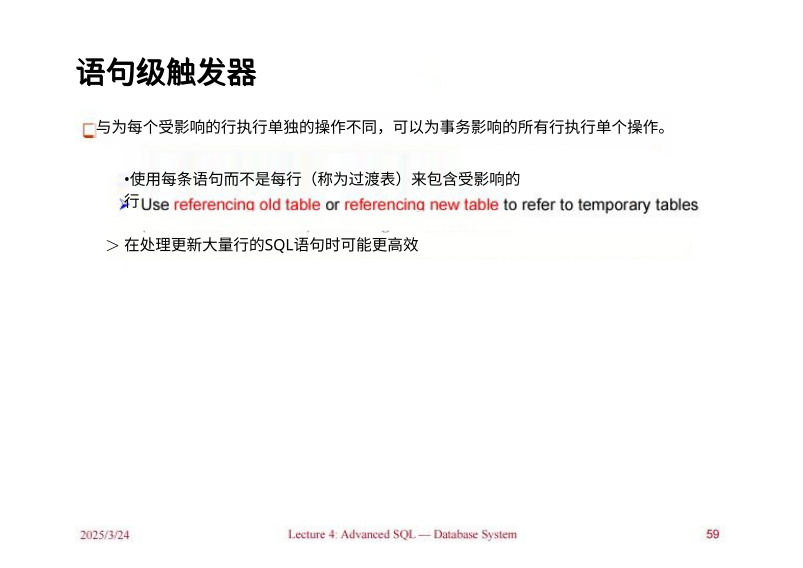 语句级触发器
与为每个受影响的行执行单独的操作不同，可以为事务影响的所有行执行单个操作。
•使用每条语句而不是每行（称为过渡表）来包含受影响的
行
Use referencing old table or referencing new table to refer to temporary tables
＞在处理更新大量行的SQL语句时可能更高效
2025/3/24
Lecture 4: Advanced SQL — Database System
59